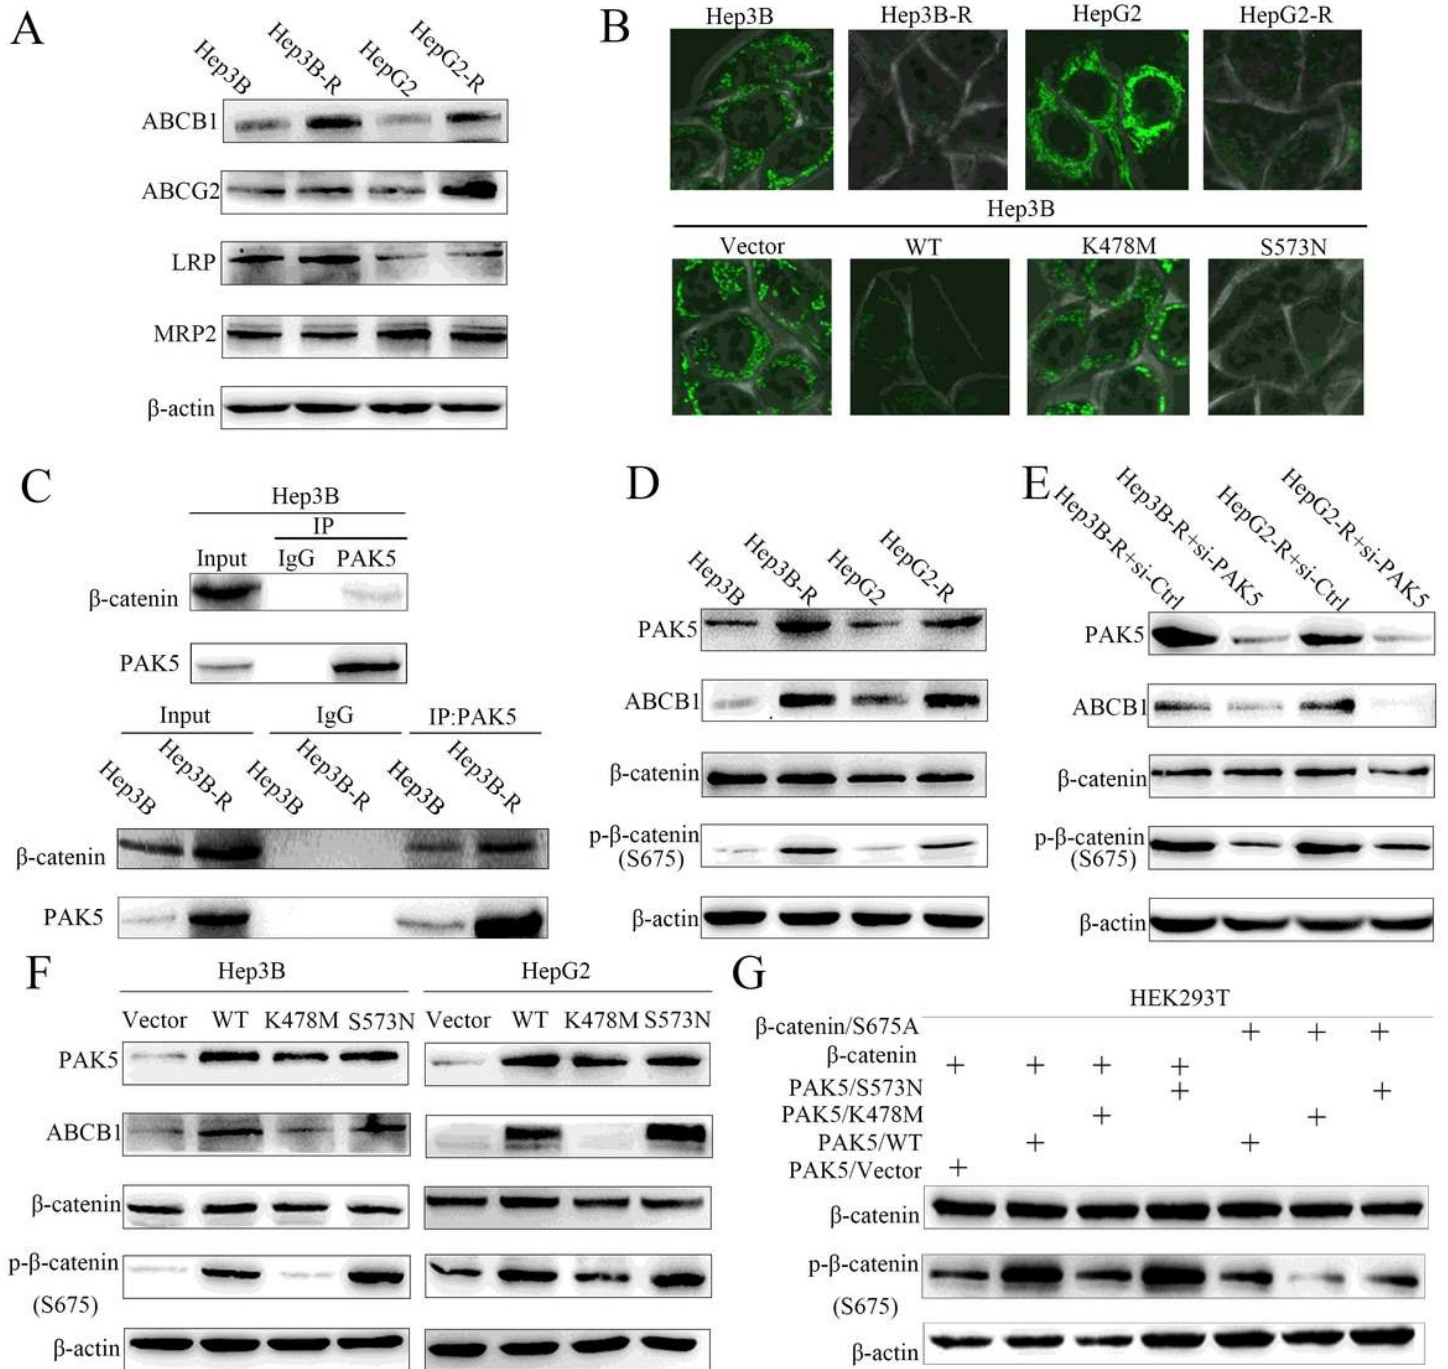 A
Hep3B
Hep3B-R
HepG2
HepG2-R
ABCB1
ABCG2
LRP
MRP2
β-actin
B
Hep3B Hep3B-R HepG2 HepG2-R
Hep3B
Vector WT K478M S573N
C
Hep3B
IP
Input IgG PAK5
β-catenin
PAK5
Input IgG IP:PAK5
Hep3B Hep3B-R Hep3B Hep3B-R Hep3B Hep3B-R
β-catenin
PAK5
D
Hep3B Hep3B-R HepG2 HepG2-R
PAK5
ABCB1
β-catenin
p-β-catenin
(S675)
β-actin
E
Hep3B-R+si-Ctrl
Hep3B-R+si-PAK5
HepG2-R+si-Ctrl
HepG2-R+si-PAK5
PAK5
ABCB1
β-catenin
p-β-catenin
(S675)
β-actin
F
Hep3B HepG2
Vector WT K478M S573N Vector WT K478M S573N
PAK5
ABCB1
β-catenin
p-β-catenin
(S675)
β-actin
G
HEK293T
β-catenin/S675A + + +
β-catenin + + + +
PAK5/S573N + +
PAK5/K478M + +
PAK5/WT + +
PAK5/Vector +
β-catenin
p-β-catenin
(S675)
β-actin